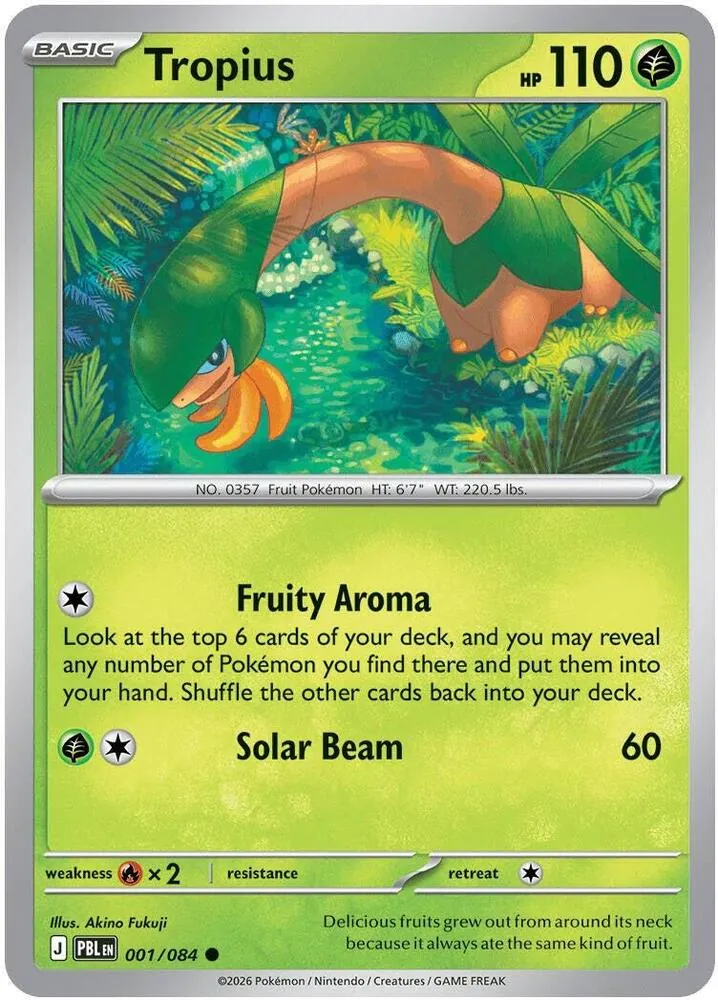 BASIC
Tropius
HP 110
NO. 0357 Fruit Pokémon HT: 6'7" WT: 220.5 lbs.
Fruity Aroma
Look at the top 6 cards of your deck, and you may reveal
any number of Pokémon you find there and put them into
your hand. Shuffle the other cards back into your deck.
Solar Beam 60
weakness ×2 resistance retreat
Illus. Akino Fukuji
Delicious fruits grew out from around its neck
because it always ate the same kind of fruit.
J PBL EN 001/084
©2026 Pokémon / Nintendo / Creatures / GAME FREAK